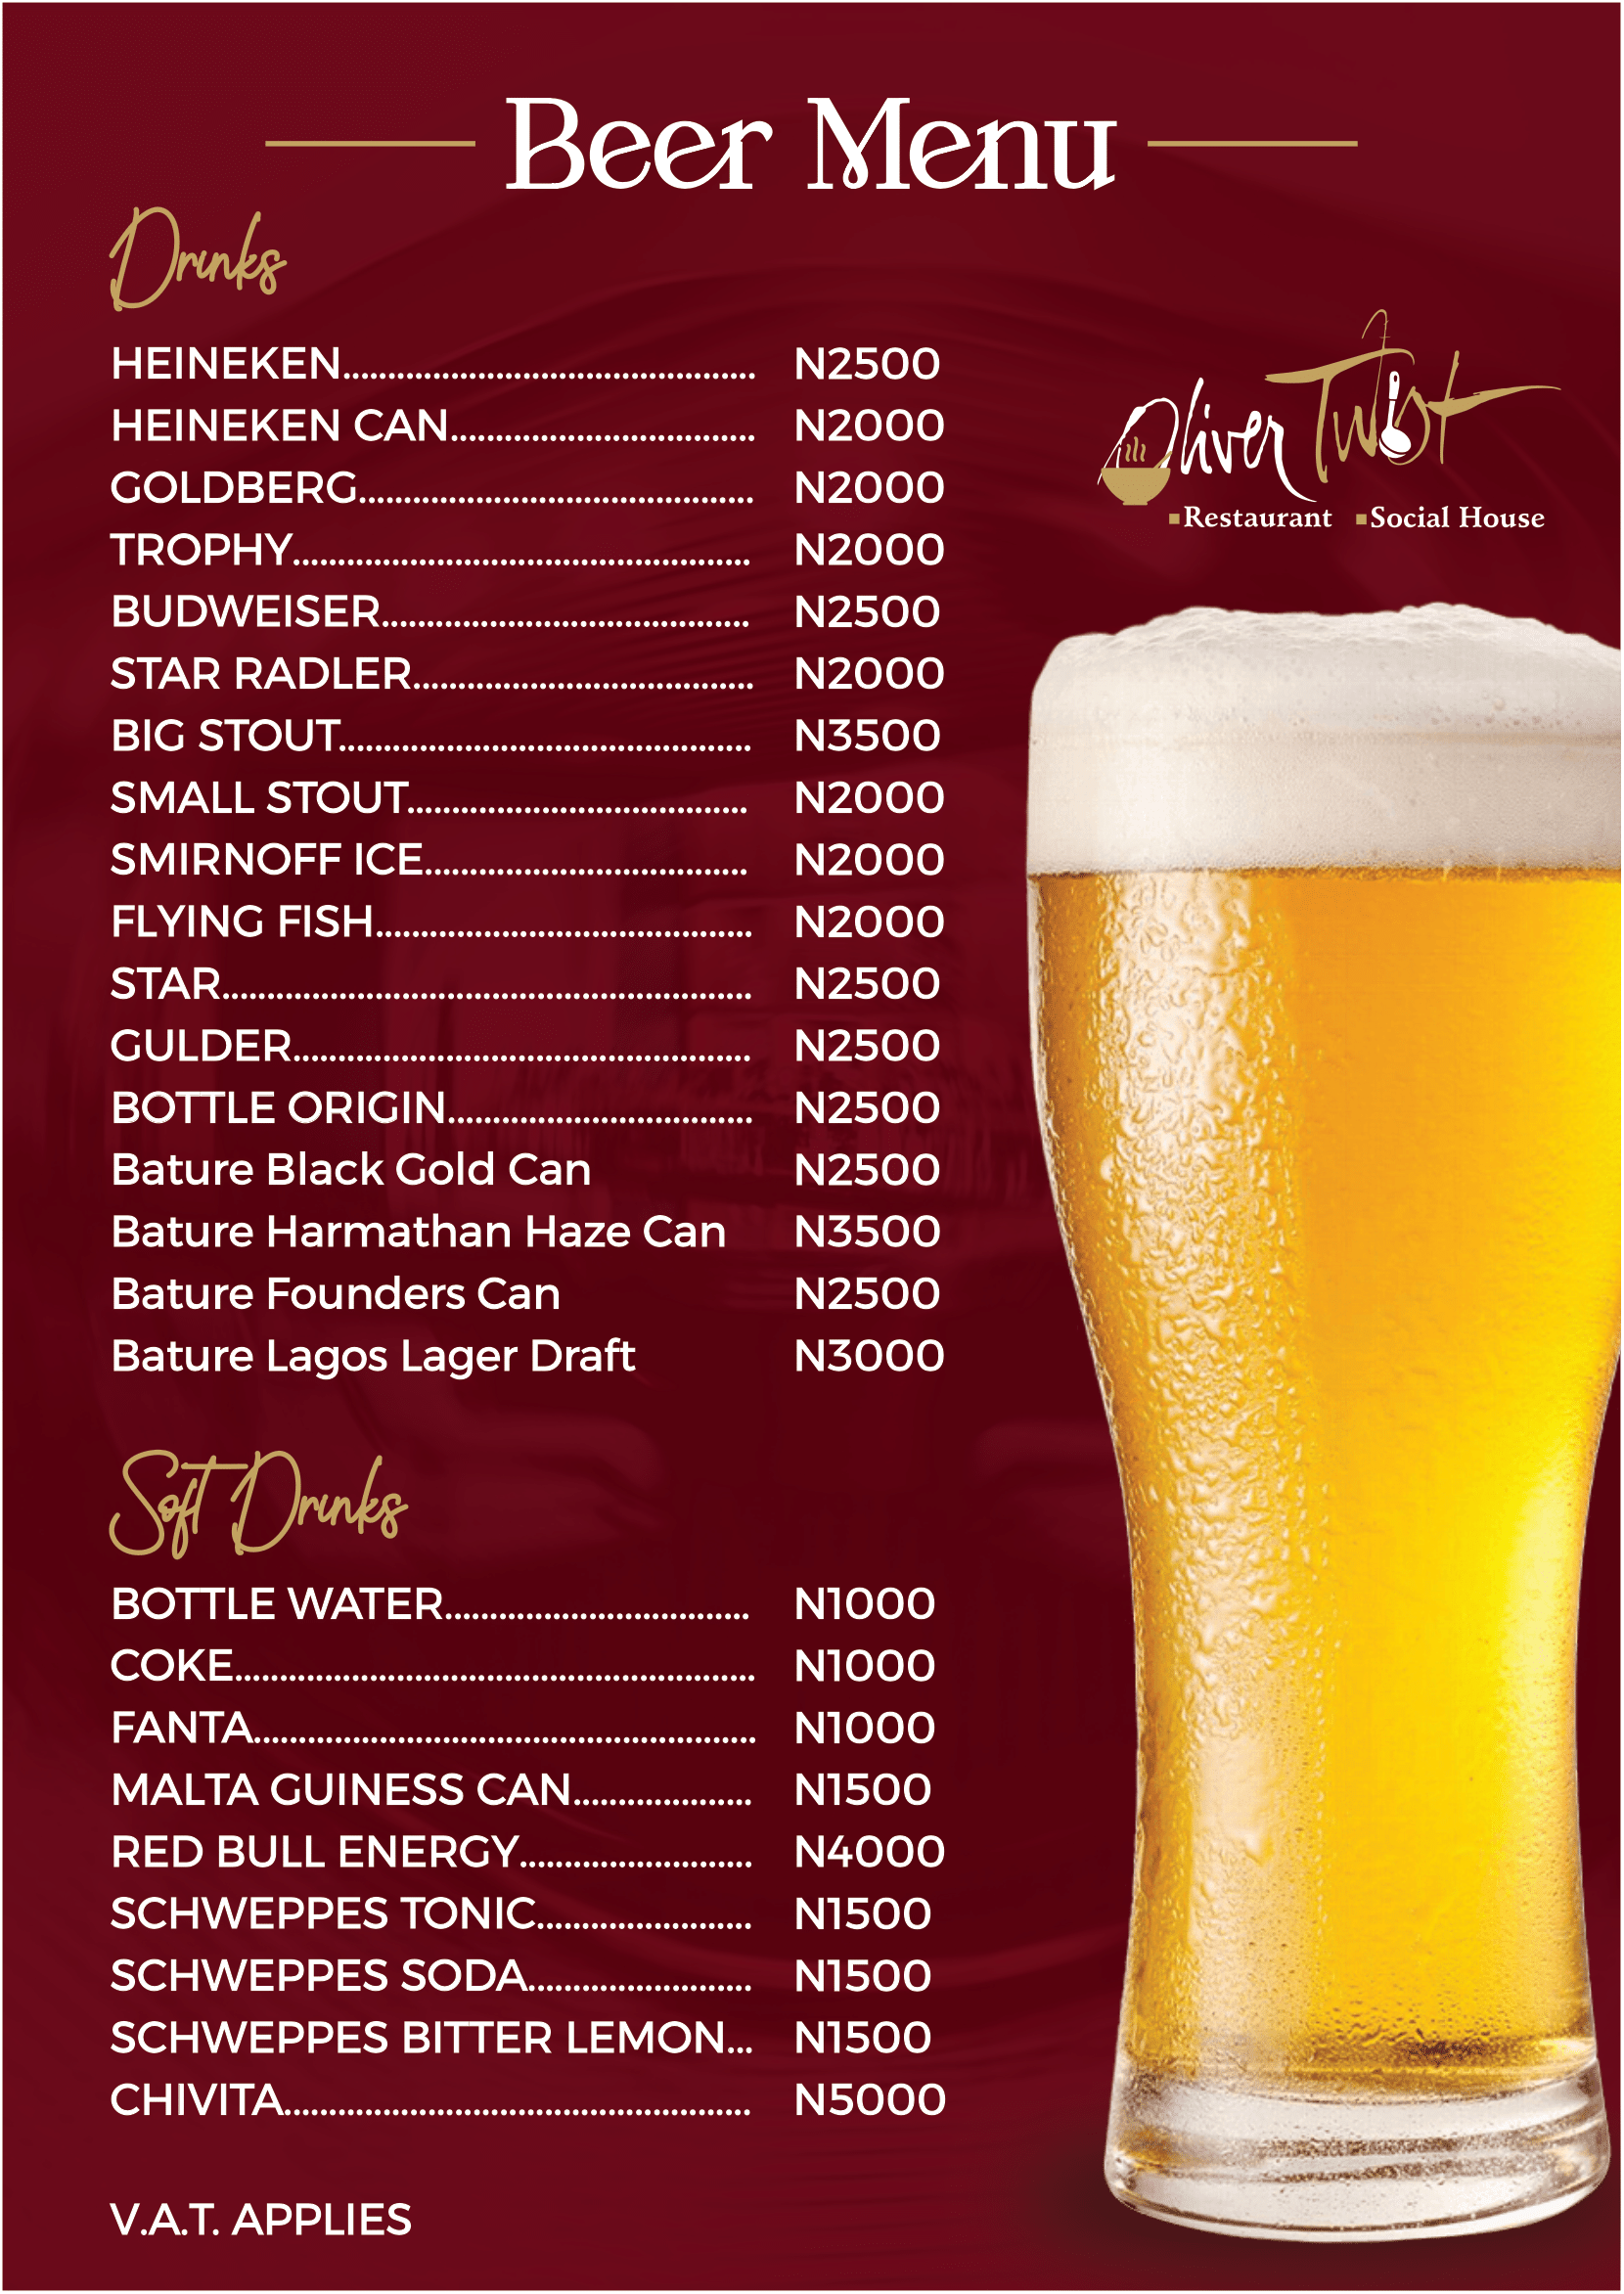 Beer Menu
Drinks
HEINEKEN.............................................. N2500
HEINEKEN CAN.................................. N2000
GOLDBERG............................................ N2000
TROPHY................................................... N2000
BUDWEISER......................................... N2500
STAR RADLER...................................... N2000
BIG STOUT.............................................. N3500
SMALL STOUT...................................... N2000
SMIRNOFF ICE.................................... N2000
FLYING FISH.......................................... N2000
STAR........................................................... N2500
GULDER................................................... N2500
BOTTLE ORIGIN.................................. N2500
Bature Black Gold Can N2500
Bature Harmathan Haze Can N3500
Bature Founders Can N2500
Bature Lagos Lager Draft N3000
Oliver Twist
Restaurant Social House
Soft Drinks
BOTTLE WATER.................................. N1000
COKE.......................................................... N1000
FANTA........................................................ N1000
MALTA GUINESS CAN.................... N1500
RED BULL ENERGY.......................... N4000
SCHWEPPES TONIC........................ N1500
SCHWEPPES SODA......................... N1500
SCHWEPPES BITTER LEMON... N1500
CHIVITA.................................................... N5000
V.A.T. APPLIES